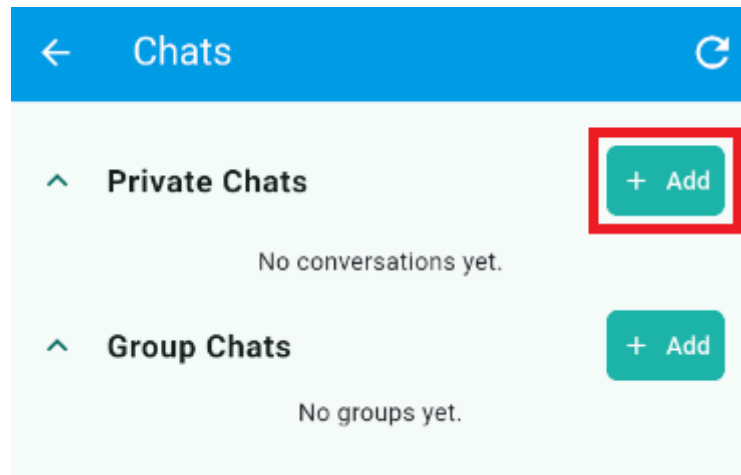 Chats
Private Chats + Add
No conversations yet.
Group Chats + Add
No groups yet.